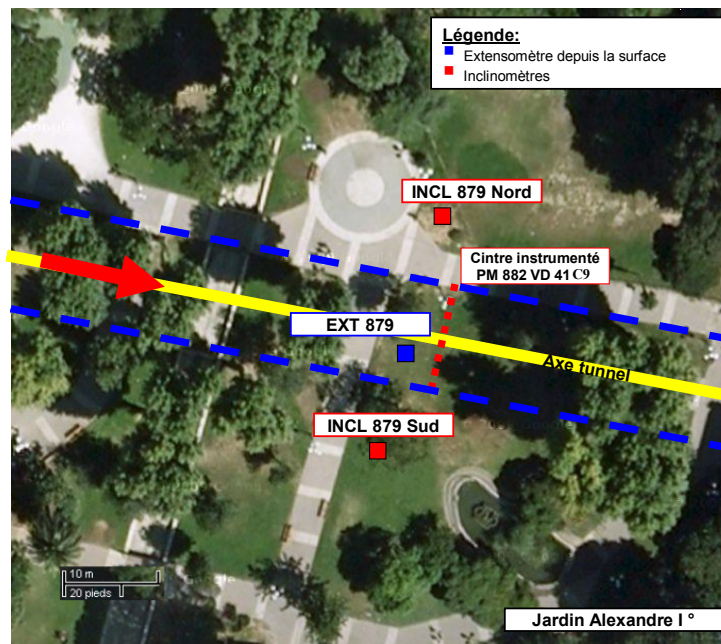 Légende:
Extensomètre depuis la surface
Inclinomètres
INCL 879 Nord
Cintre instrumenté
PM 882 VD 41 C9
EXT 879
Axe tunnel
INCL 879 Sud
10 m
20 pieds
Jardin Alexandre I °